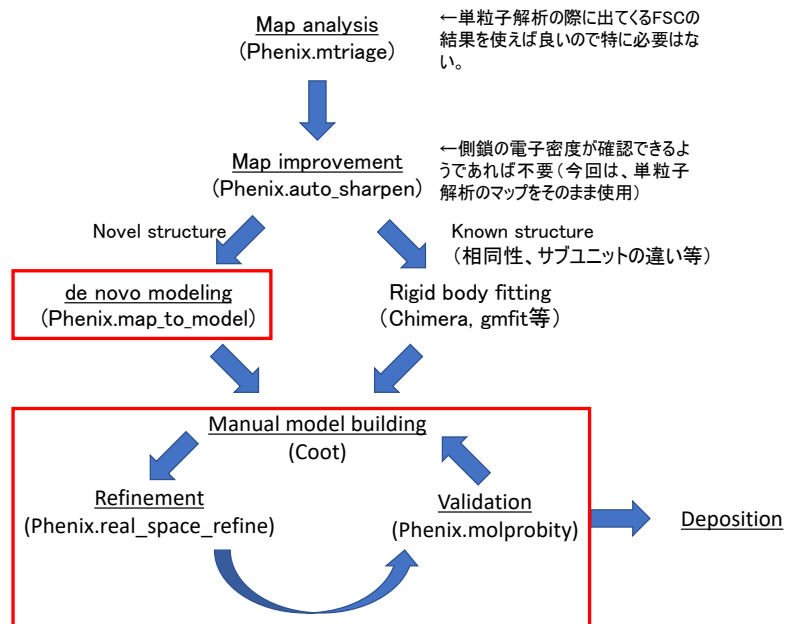 Map analysis
(Phenix.mtriage)
←単粒子解析の際に出てくるFSCの
結果を使えば良いので特に必要はな
い。
Map improvement
(Phenix.auto_sharpen)
←側鎖の電子密度が確認できるよ
うであれば不要(今回は、単粒子
解析のマップをそのまま使用)
Novel structure
Known structure
(相同性、サブユニットの違い等)
de novo modeling
(Phenix.map_to_model)
Rigid body fitting
(Chimera, gmfit等)
Manual model building
(Coot)
Refinement
(Phenix.real_space_refine)
Validation
(Phenix.molprobity)
Deposition